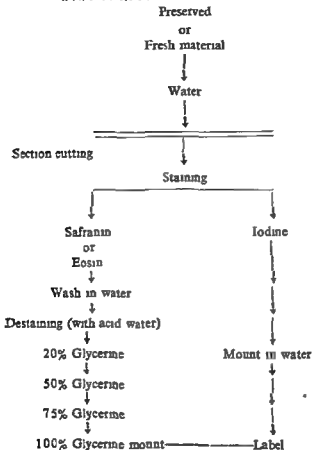 Preserved
or
Fresh material
Water
Section cutting
Staining
Safranin
or
Eosin
Iodine
Wash in water
Destaining (with acid water)
20% Glycerine
Mount in water
50% Glycerine
75% Glycerine
100% Glycerine mount
Label